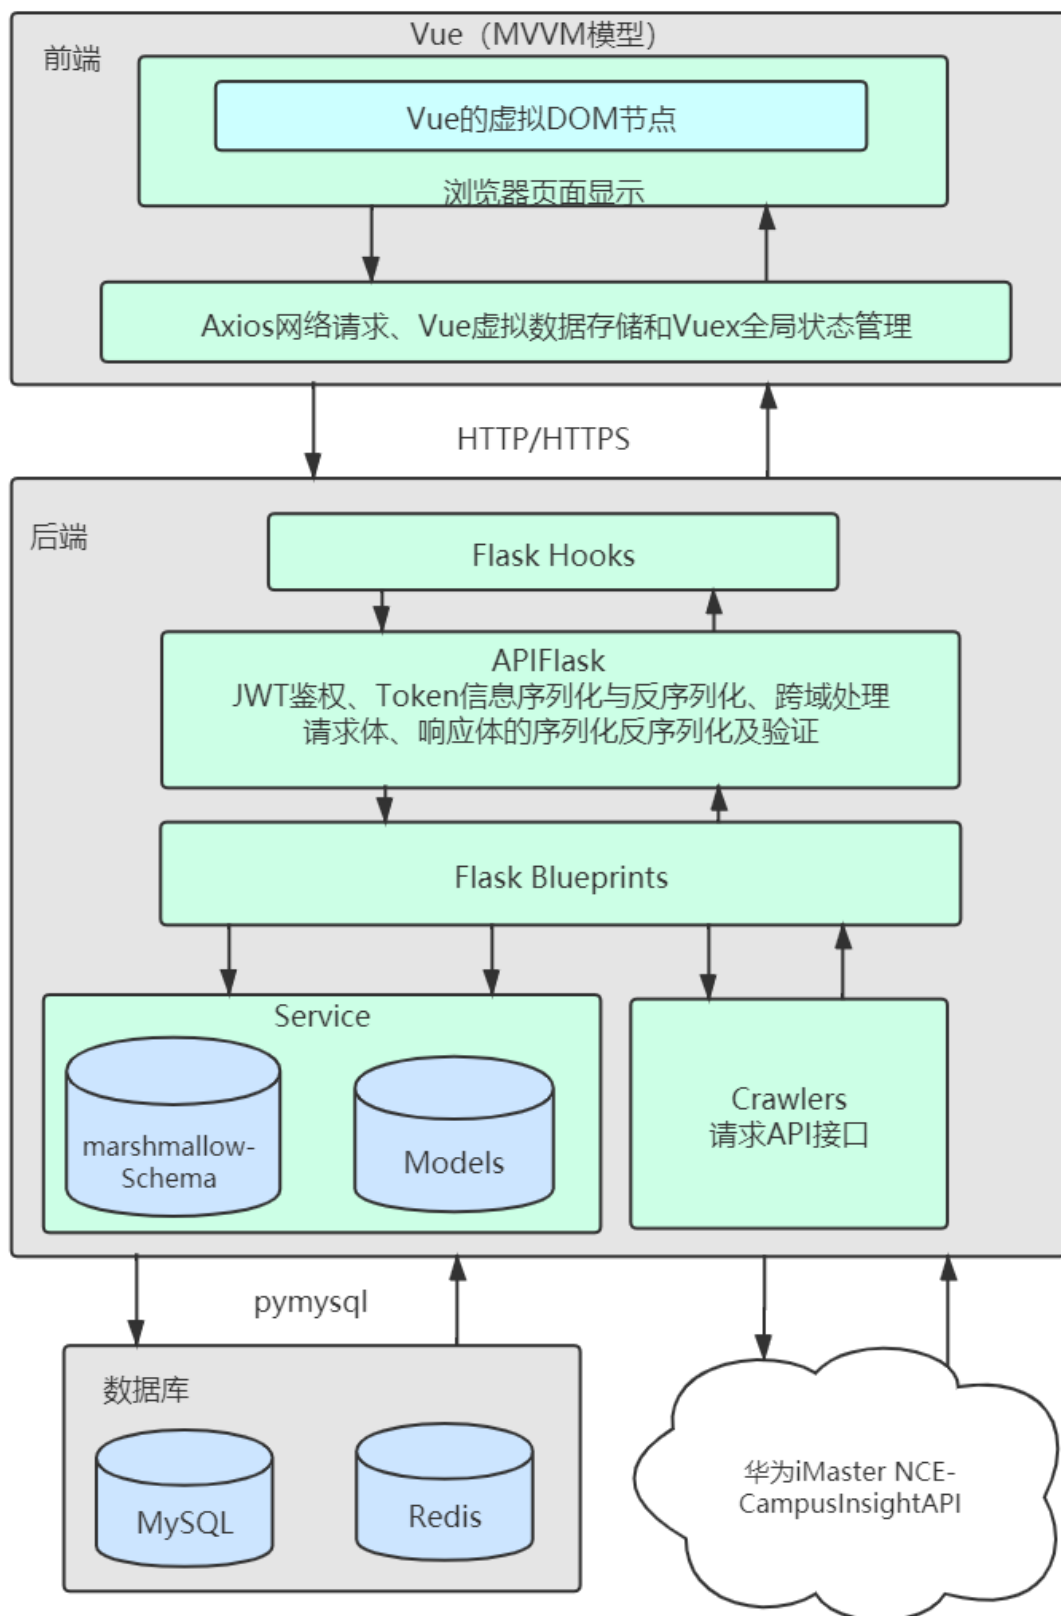 Vue（MVVM模型）
前端
Vue的虚拟DOM节点
浏览器页面显示
Axios网络请求、Vue虚拟数据存储和Vuex全局状态管理
HTTP/HTTPS
后端
Flask Hooks
APIFlask
JWT鉴权、Token信息序列化与反序列化、跨域处理
请求体、响应体的序列化反序列化及验证
Flask Blueprints
Service
marshmallow-
Schema
Models
Crawlers
请求API接口
pymysql
数据库
MySQL
Redis
华为iMaster NCE-
CampusInsightAPI